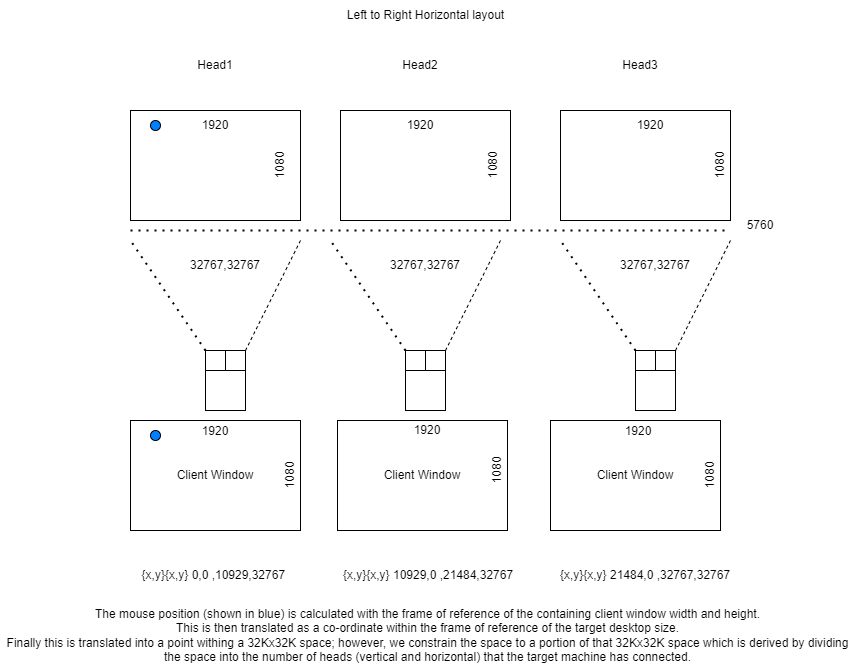 Left to Right Horizontal layout
Head1
Head2
Head3
1920
1080
1920
1080
1920
1080
5760
32767,32767
32767,32767
32767,32767
1920
1080
Client Window
1920
1080
Client Window
1920
1080
Client Window
{x,y}{x,y} 0,0 ,10929,32767
{x,y}{x,y} 10929,0 ,21484,32767
{x,y}{x,y} 21484,0 ,32767,32767
The mouse position (shown in blue) is calculated with the frame of reference of the containing client window width and height.
This is then translated as a co-ordinate within the frame of reference of the target desktop size.
Finally this is translated into a point withing a 32Kx32K space; however, we constrain the space to a portion of that 32Kx32K space which is derived by dividing
the space into the number of heads (vertical and horizontal) that the target machine has connected.